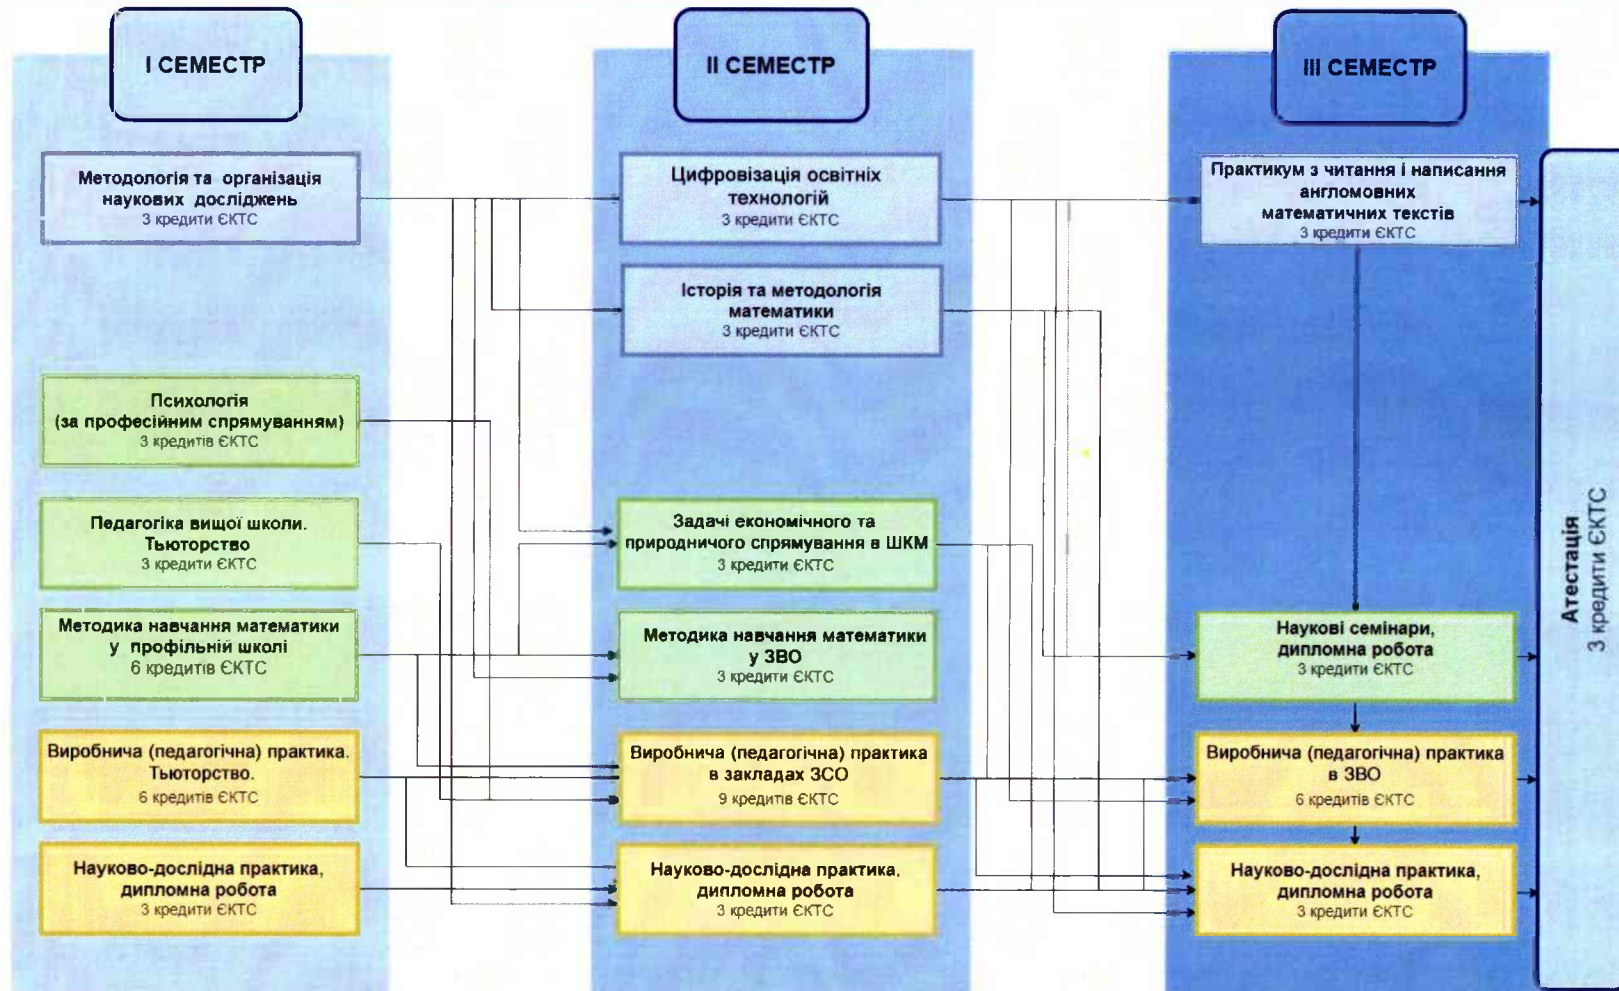 I СЕМЕСТР
Методологія та організація
наукових досліджень
3 кредити ЄКТС
Психологія
(за професійним спрямуванням)
3 кредитів ЄКТС
Педагогіка вищої школи.
Тьюторство
3 кредити ЄКТС
Методика навчання математики
у профільній школі
6 кредитів ЄКТС
Виробнича (педагогічна) практика.
Тьюторство.
6 кредитів ЄКТС
Науково-дослідна практика,
дипломна робота
3 кредити ЄКТС
II СЕМЕСТР
Цифровізація освітніх
технологій
3 кредити ЄКТС
Історія та методологія
математики
3 кредити ЄКТС
Задачі економічного та
природничого спрямування в ШКМ
3 кредити ЄКТС
Методика навчання математики
у ЗВО
3 кредити ЄКТС
Виробнича (педагогічна) практика
в закладах ЗСО
9 кредитів ЄКТС
Науково-дослідна практика,
дипломна робота
3 кредити ЄКТС
III СЕМЕСТР
Практикум з читання і написання
англомовних
математичних текстів
3 кредити ЄКТС
Наукові семінари,
дипломна робота
3 кредити ЄКТС
Виробнича (педагогічна) практика
в ЗВО
6 кредитів ЄКТС
Науково-дослідна практика,
дипломна робота
3 кредити ЄКТС
Атестація
3 кредити ЄКТС